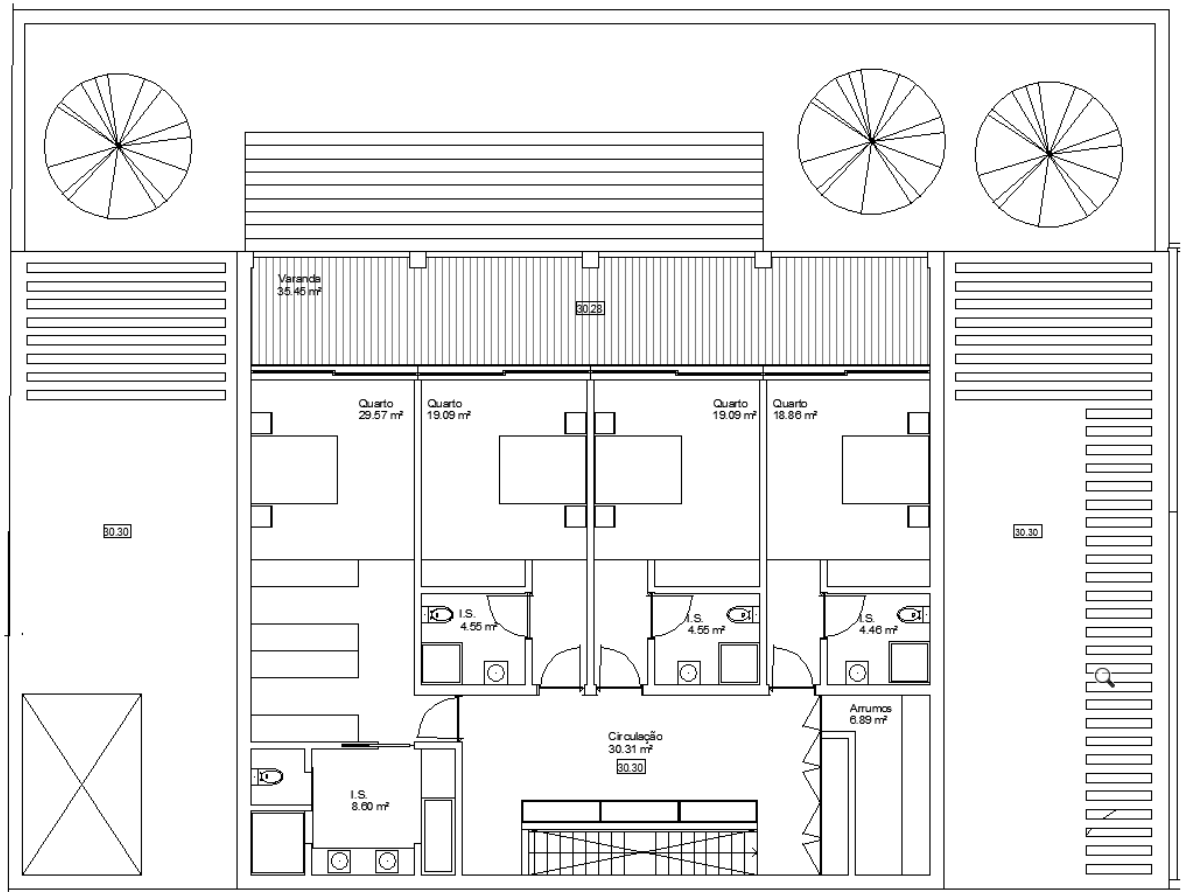 Varanda
35.45 m²
30.28
Quarto
29.57 m²
Quarto
19.09 m²
Quarto
19.09 m²
Quarto
18.86 m²
30.30
30.30
I.S.
4.55 m²
I.S.
4.55 m²
I.S.
4.46 m²
Arrumos
6.89 m²
Circulação
30.31 m²
30.30
I.S.
8.60 m²